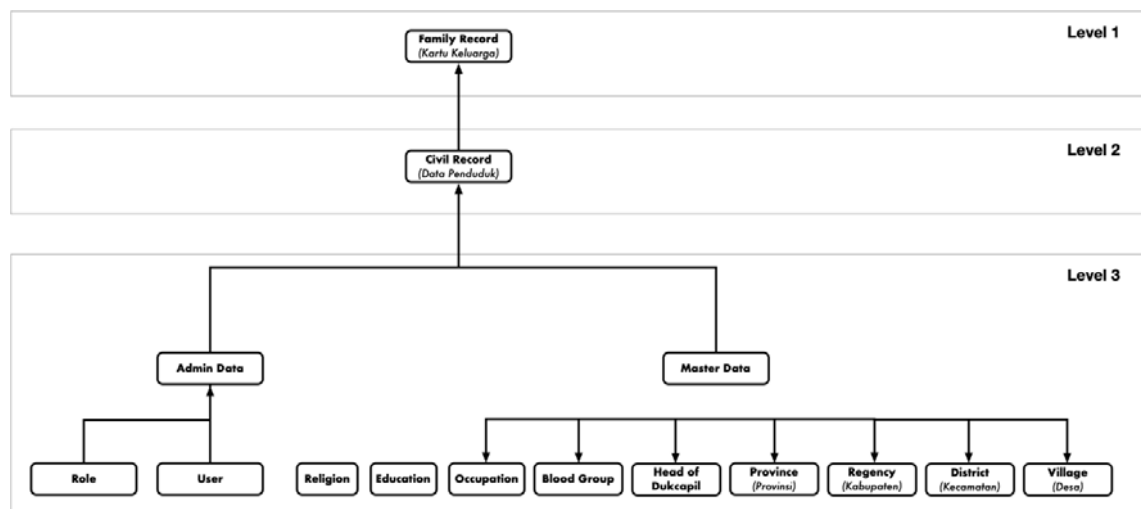 Family Record
(Kartu Keluarga)
Level 1
Civil Record
(Data Penduduk)
Level 2
Level 3
Admin Data
Master Data
Role
User
Religion
Education
Occupation
Blood Group
Head of
Dukcapil
Province
(Provinsi)
Regency
(Kabupaten)
District
(Kecamatan)
Village
(Desa)